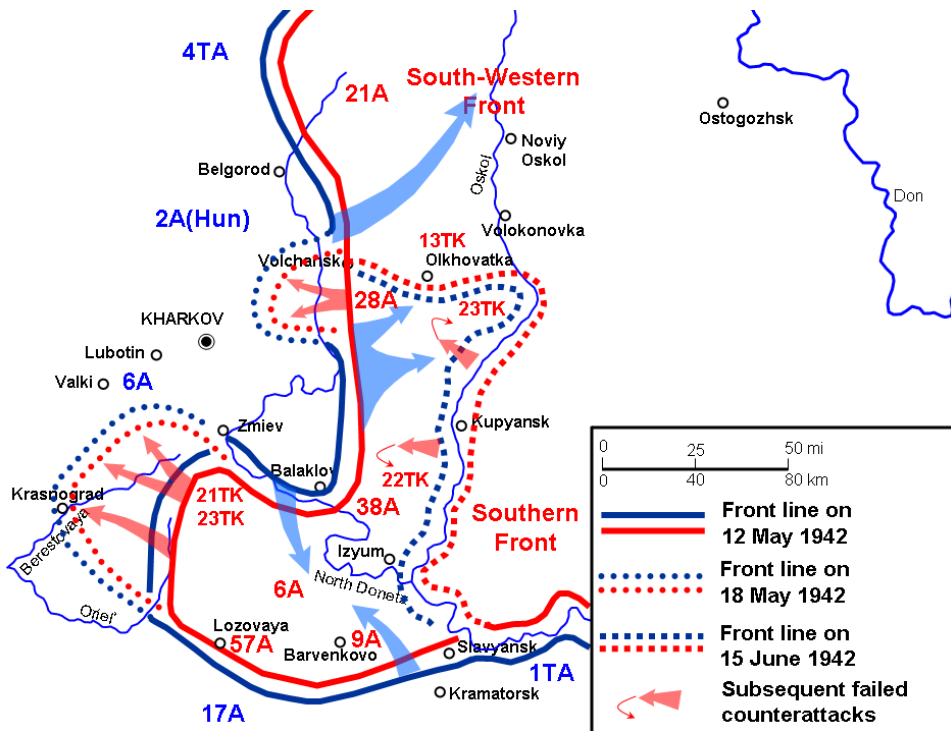 4TA
South-Western
Front
21A
Ostogozhsk
Noviy
Oskol
Belgorod
Oskol
Don
2A(Hun)
Volokonovka
13TK
Volchansk
Olkhovatka
28A
23TK
KHARKOV
Lubotin
6A
Valki
Kupyansk
Zmiev
Balaklov
22TK
21TK
23TK
Krasnograd
38A
Southern
Front
Berestovaya
Izyum
6A
North Donets
Orief
Lozovaya
57A
9A
Barvenkovo
Slavyansk
1TA
17A
Kramatorsk
0 25 50 mi
0 40 80 km
Front line on
12 May 1942
Front line on
18 May 1942
Front line on
15 June 1942
Subsequent failed
counterattacks